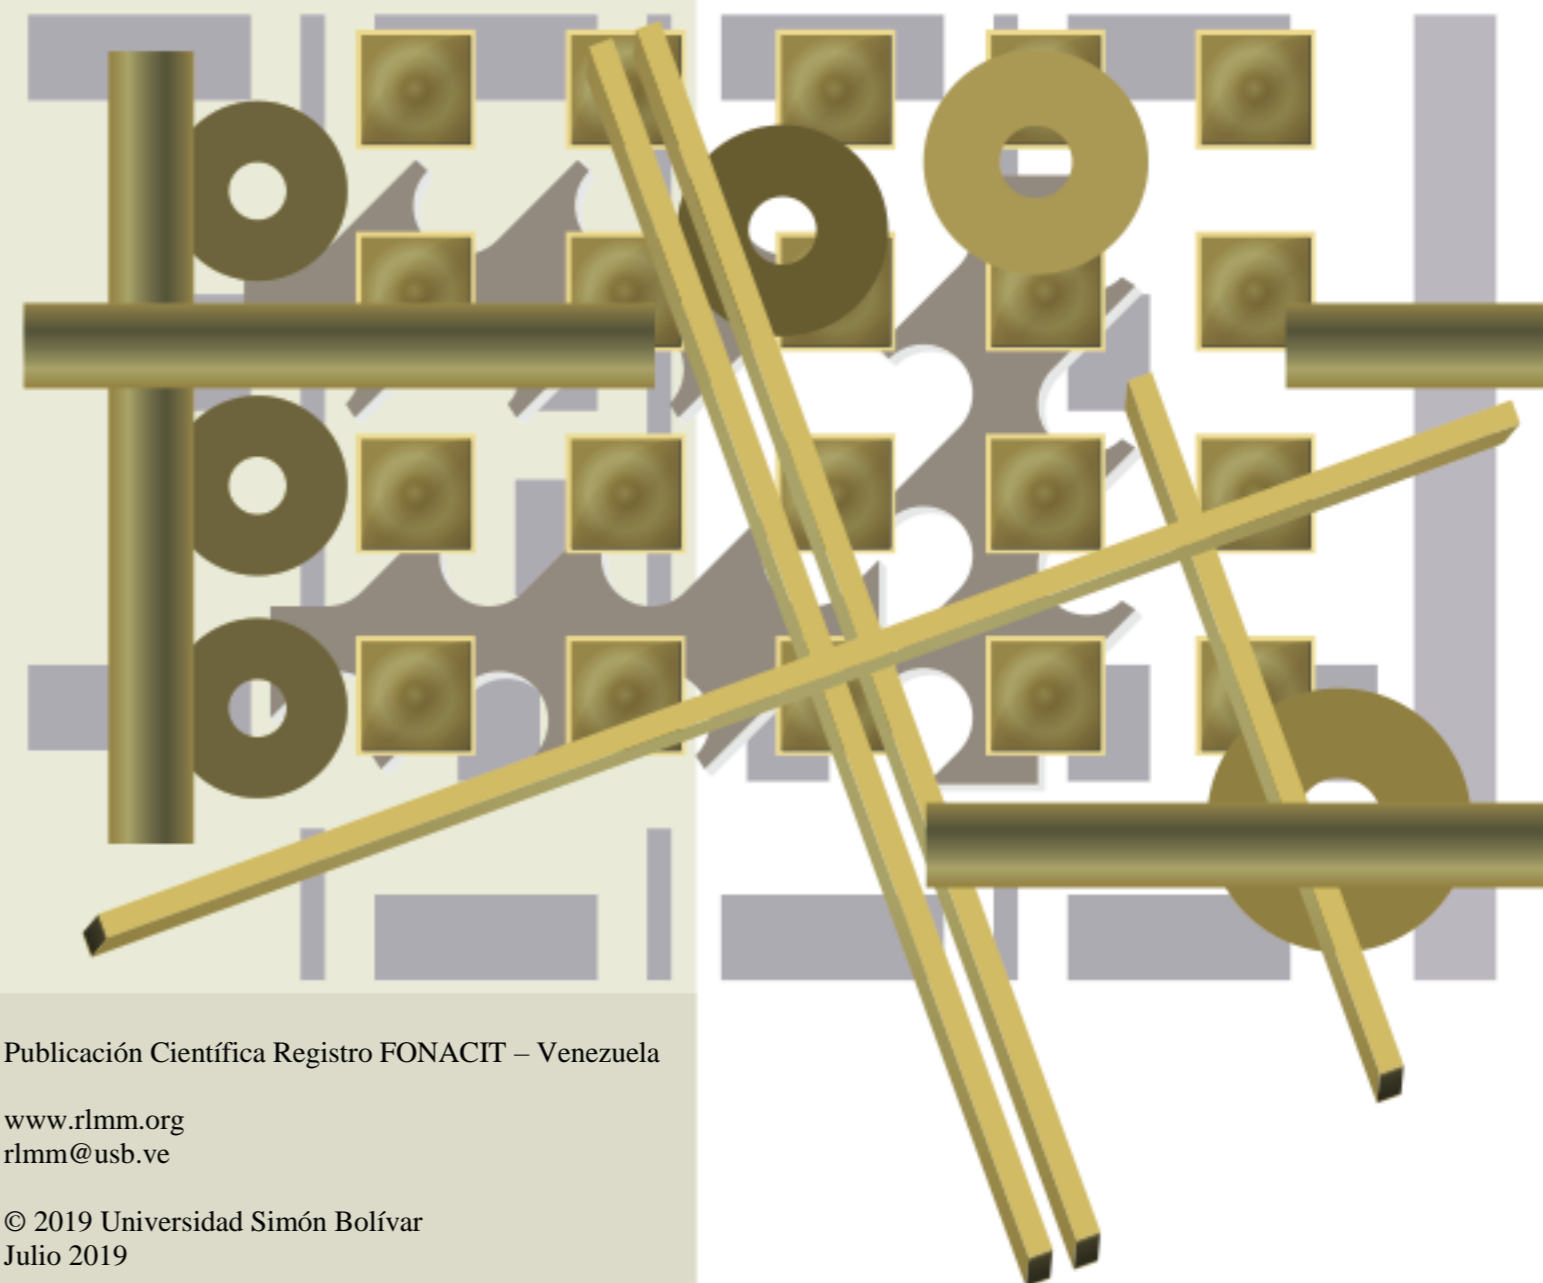 Publicación Científica Registro FONACIT – Venezuela
www.rlmm.org
rlmm@usb.ve
© 2019 Universidad Simón Bolívar
Julio 2019